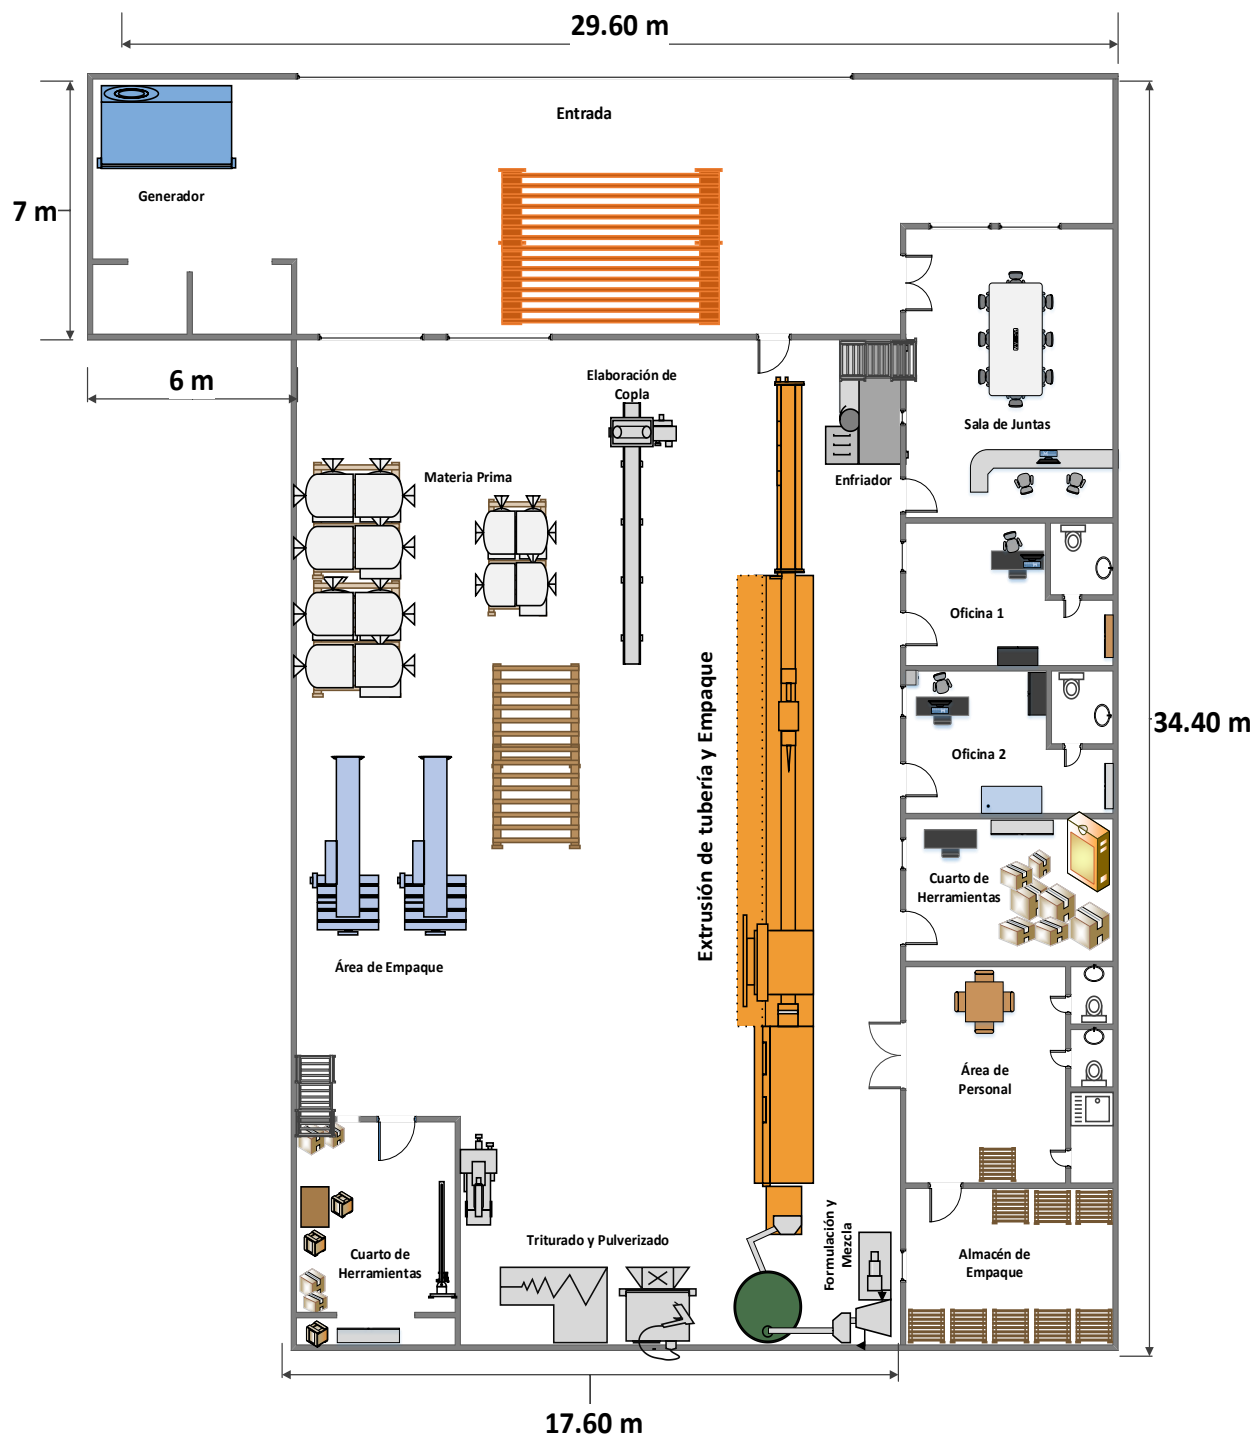 29.60 m
Entrada
Generador
7 m
6 m
Elaboración de
Copla
Sala de Juntas
Materia Prima
Enfriador
Oficina 1
Extrusión de tubería y Empaque
34.40 m
Oficina 2
Cuarto de
Herramientas
Área de Empaque
Área de
Personal
Formulación y
Mezcla
Triturado y Pulverizado
Cuarto de
Herramientas
Almacén de
Empaque
17.60 m